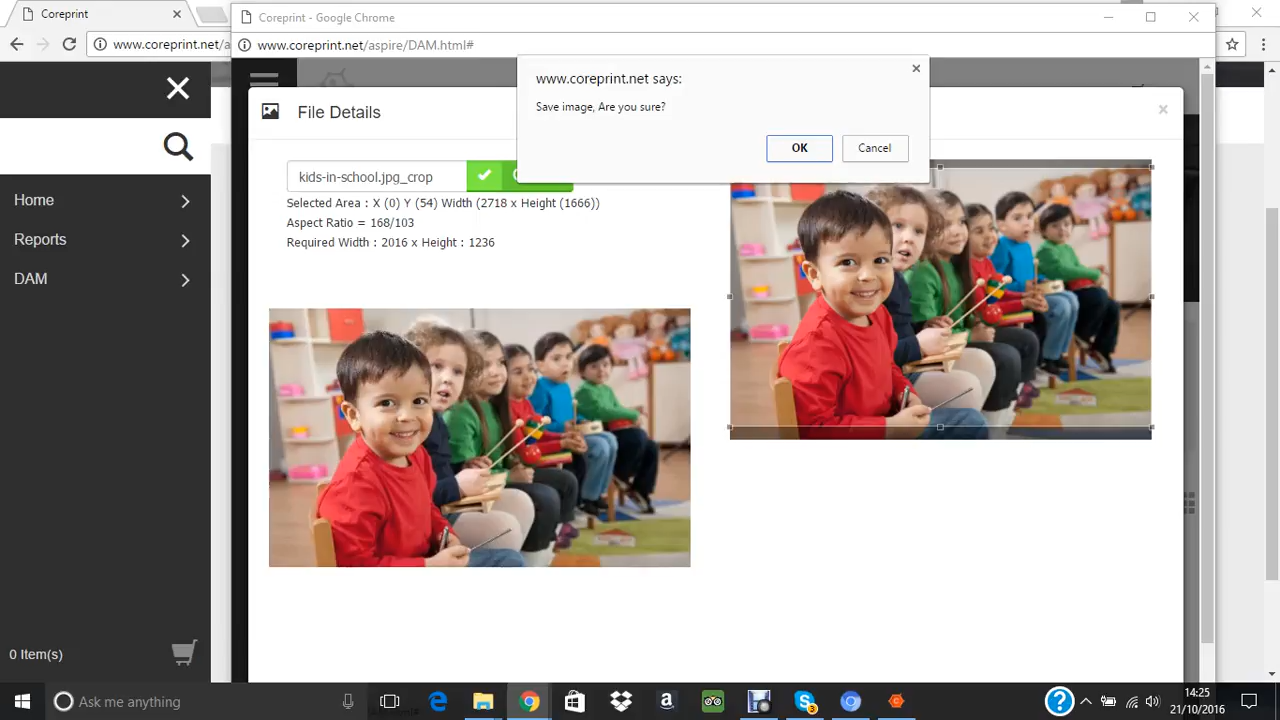 Coreprint
www.coreprint.net/a
Coreprint - Google Chrome
www.coreprint.net/aspire/DAM.html#
www.coreprint.net says:
Save image, Are you sure?
OK
Cancel
File Details
kids-in-school.jpg_crop
Selected Area : X (0) Y (54) Width (2718 x Height (1666))
Aspect Ratio = 168/103
Required Width : 2016 x Height : 1236
Home
Reports
DAM
0 Item(s)
Ask me anything
14:25
21/10/2016